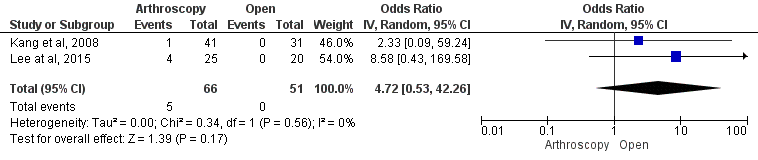 Arthroscopy Open Odds Ratio Odds Ratio
Study or Subgroup Events Total Events Total Weight IV, Random, 95% CI IV, Random, 95% CI
Kang et al, 2008 1 41 0 31 46.0% 2.33 [0.09, 59.24]
Lee at al, 2015 4 25 0 20 54.0% 8.58 [0.43, 169.58]
Total (95% CI) 66 51 100.0% 4.72 [0.53, 42.26]
Total events 5 0
Heterogeneity: Tau² = 0.00; Chi² = 0.34, df = 1 (P = 0.56); I² = 0%
Test for overall effect: Z = 1.39 (P = 0.17)
0.01 0.1 1 10 100
Arthroscopy Open